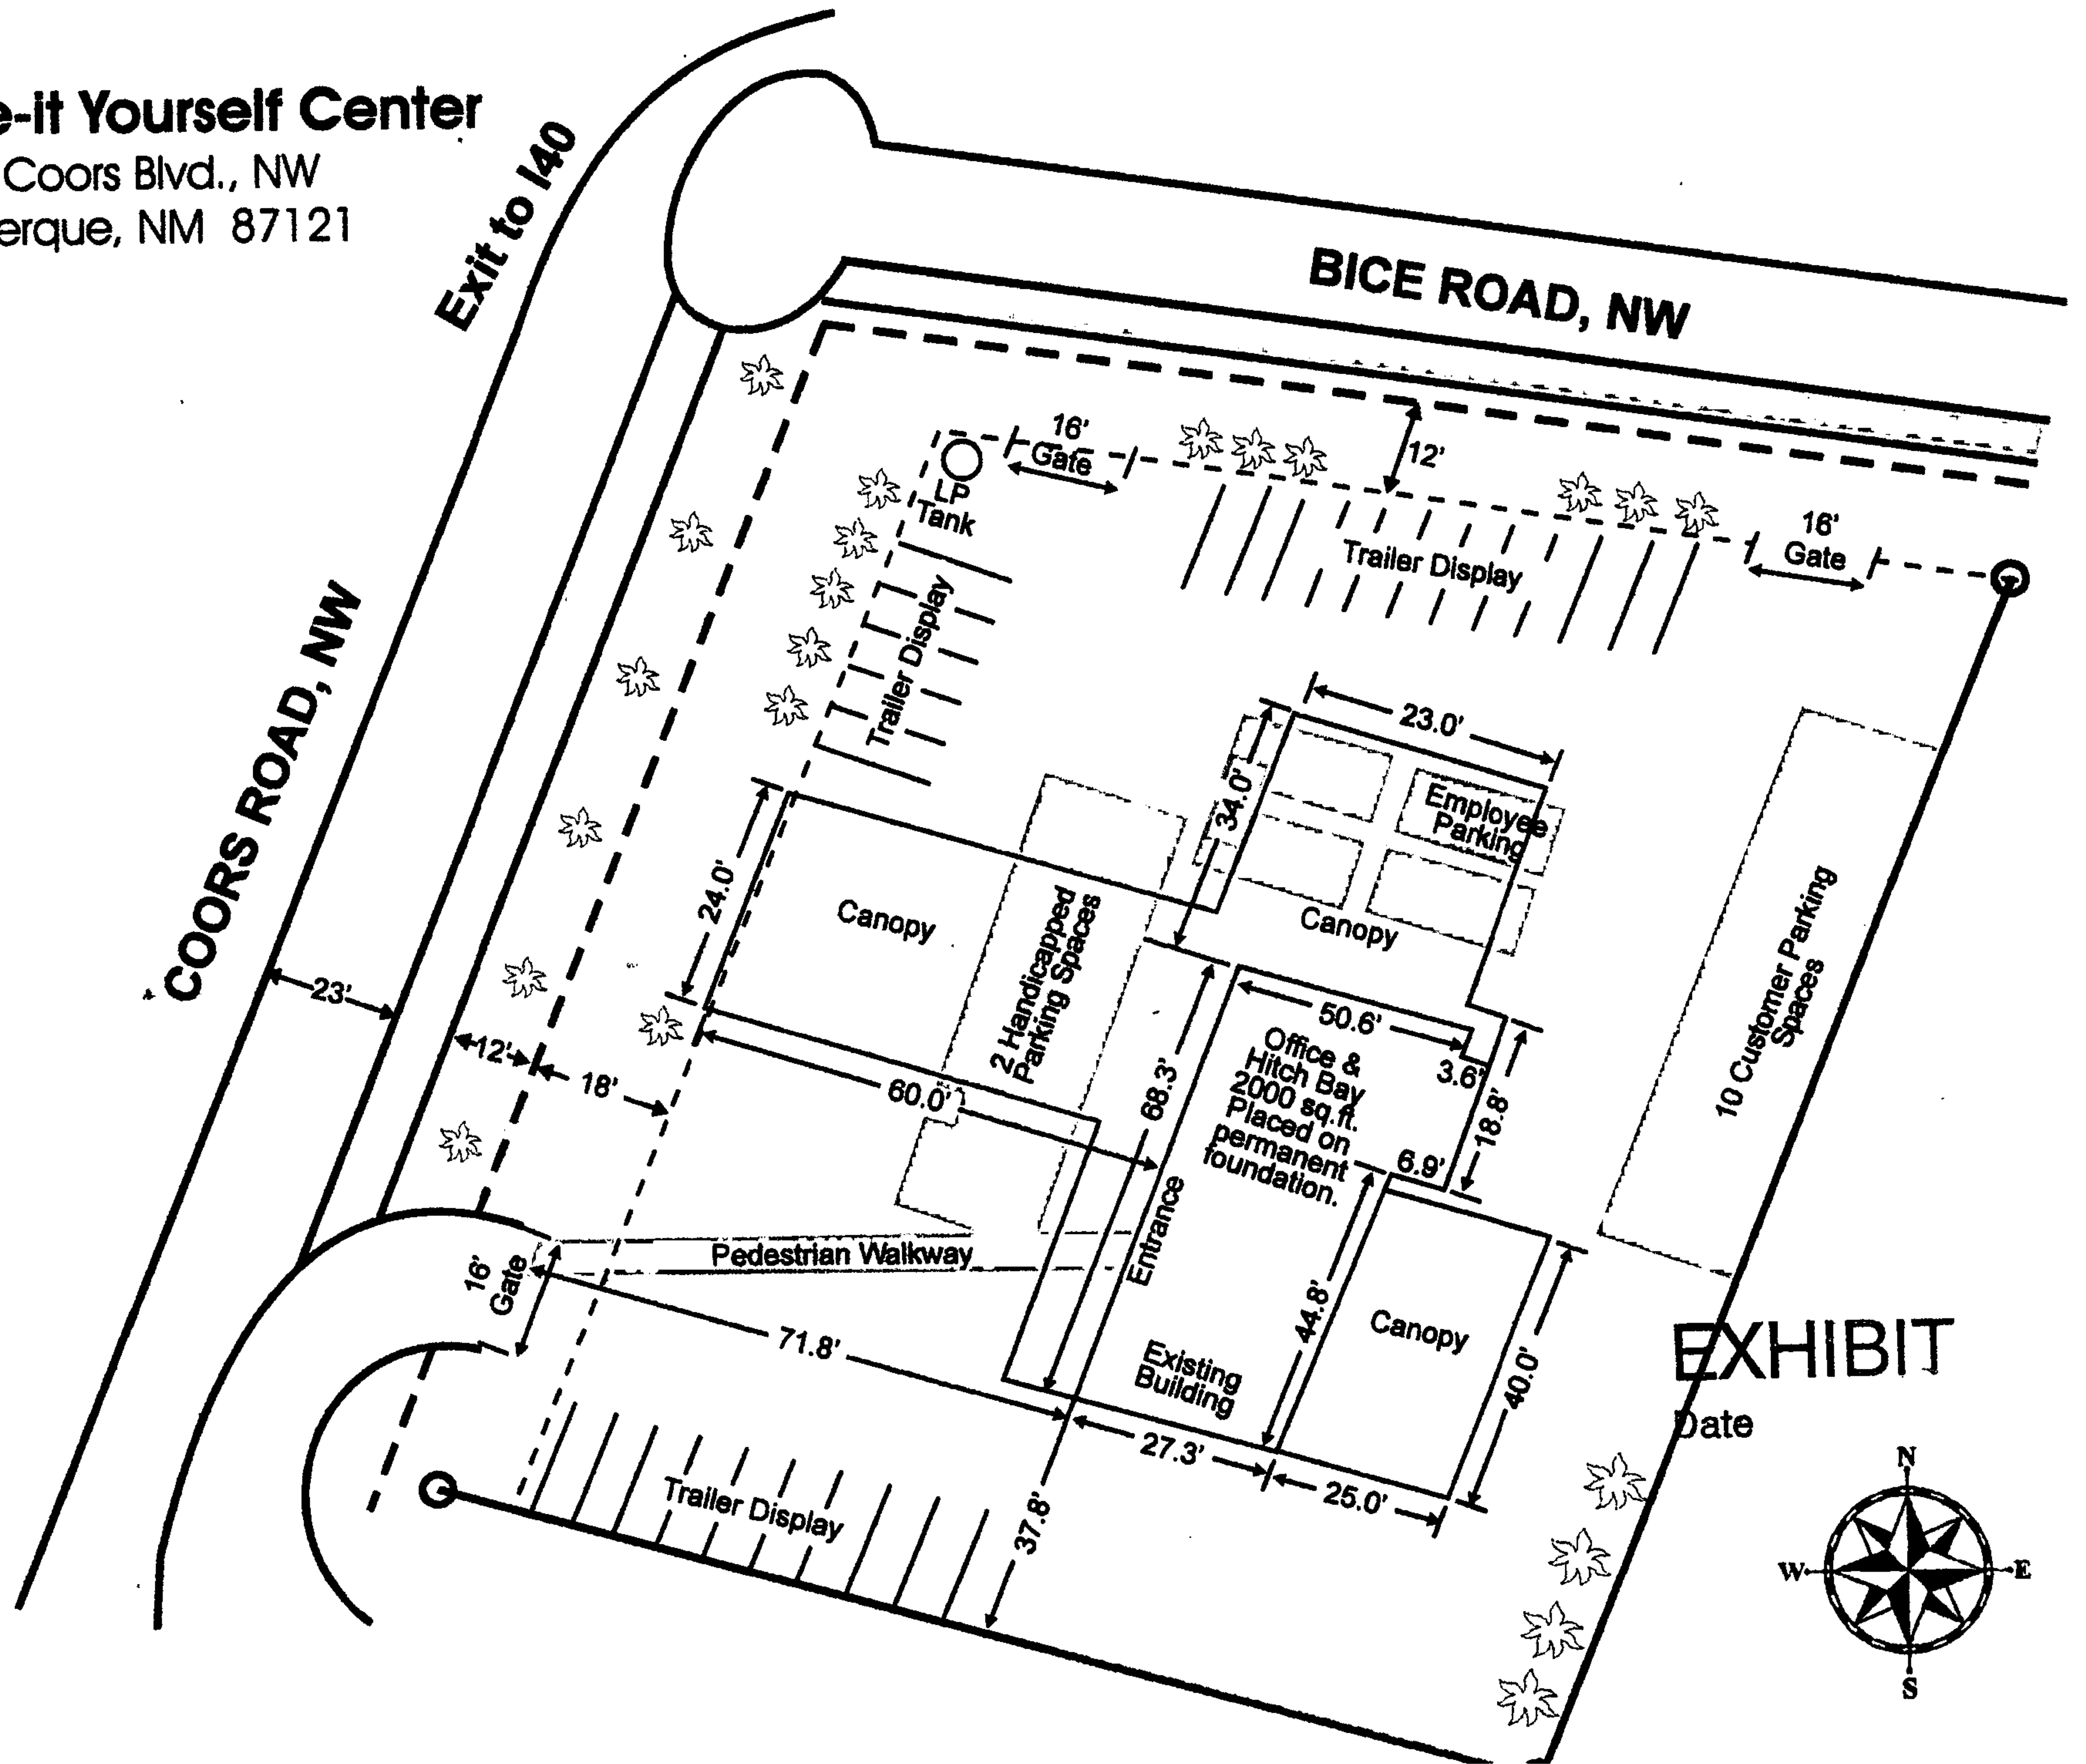 e-it Yourself Center
Coors Blvd., NW
erque, NM 87121
Exit to I40
BICE ROAD, NW
COORS ROAD, NW
16'
Gate
12'
LP
Tank
16'
Gate
Trailer Display
Trailer Display
23.0'
34.0'
Employee
Parking
Canopy
24.0'
Canopy
2 Handicapped
Parking Spaces
10 Customer Parking
Spaces
23'
12'
18'
60.0'
68.3'
50.6'
Office &
Hitch Bay
2000 sq.ft.
Placed on
permanent
foundation.
3.6'
18.8'
6.9'
Entrance
Pedestrian Walkway
16'
Gate
71.8'
44.8'
Canopy
40.0'
Existing
Building
27.3'
25.0'
37.8'
Trailer Display
EXHIBIT
Date
N
W
E
S